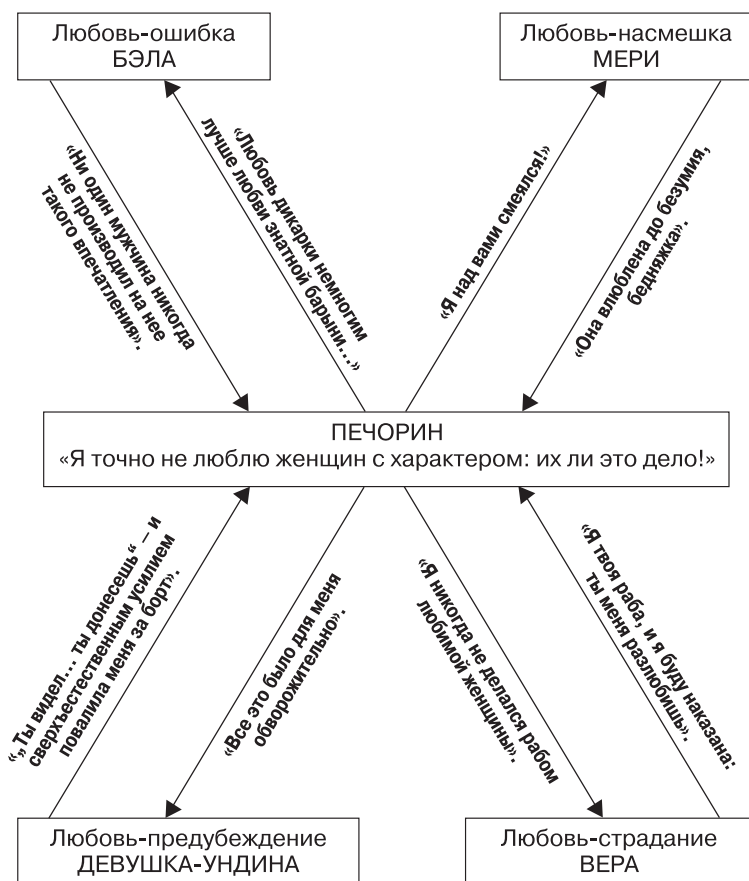 Любовь-ошибка
БЭЛА
Любовь-насмешка
МЕРИ
«Ни один мужчина никогда
не производил на нее
такого впечатления».
«Любовь дикарки немногим
лучше любви знатной барыни…»
«Я над вами смеялся!»
«Она влюблена до безумия,
бедняжка».
ПЕЧОРИН
«Я точно не люблю женщин с характером: их ли это дело!»
«„Ты видел… ты донесешь“ – и
сверхъестественным усилием
повалила меня за борт».
«Все это было для меня
обворожительно».
«Я никогда не делался рабом
любимой женщины».
«Я твоя раба, и я буду наказана:
ты меня разлюбишь».
Любовь-предубеждение
ДЕВУШКА-УНДИНА
Любовь-страдание
ВЕРА